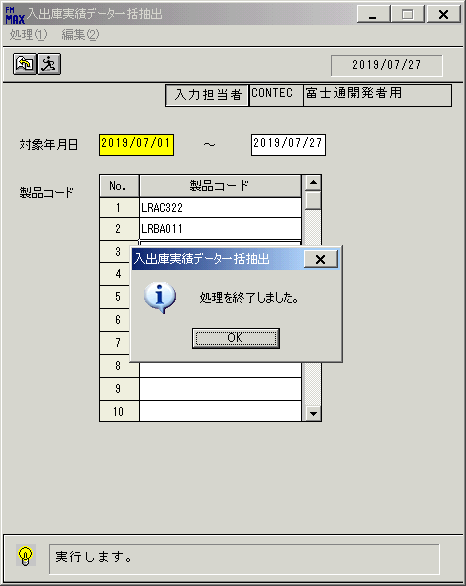 FM MAX 入出庫実績データ一括抽出
処理(1) 編集(2)
2019/07/27
入力担当者 CONTEC 富士通開発者用
対象年月日 2019/07/01 ～ 2019/07/27
製品コード
No. 製品コード
1 LRAC322
2 LRBA011
3
4
5
6
7
8
9
10
入出庫実績データ一括抽出
処理を終了しました。
OK
実行します。